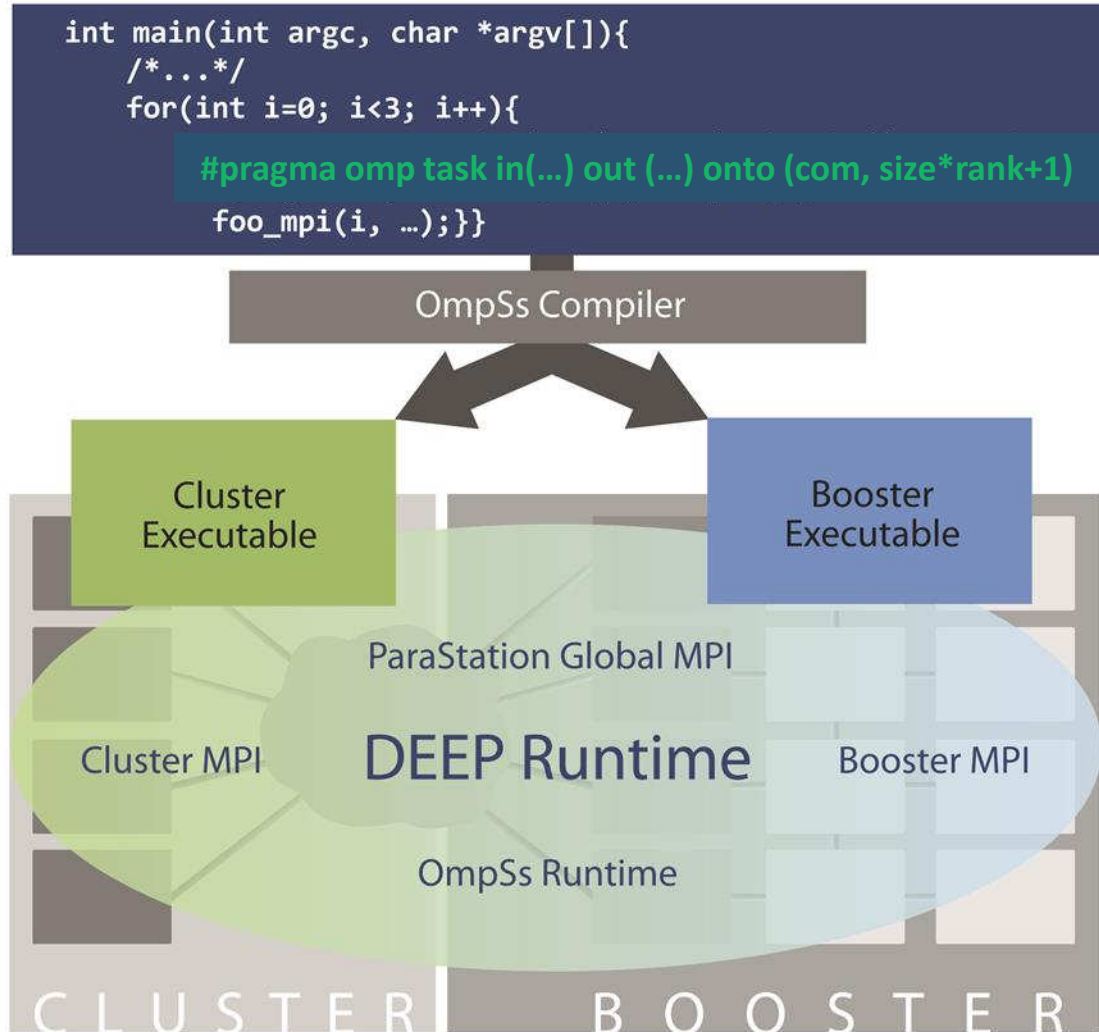 int main(int argc, char *argv[]){
/*...*/
for(int i=0; i<3; i++){
#pragma omp task in(…) out (…) onto (com, size*rank+1)
foo_mpi(i, …);}}
OmpSs Compiler
Cluster
Executable
Booster
Executable
ParaStation Global MPI
Cluster MPI
DEEP Runtime
Booster MPI
OmpSs Runtime
CLUSTER
BOOSTER